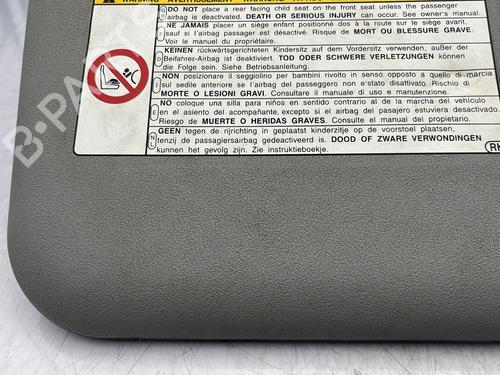 WARNING AVERTISSEMENT WARNUNG
DO NOT place a rear facing child seat on the front seat unless the passenger
airbag is deactivated. DEATH OR SERIOUS INJURY can occur. See owner's manual.
NE JAMAIS placer un siège enfant positionné dos à la route sur le siège avant,
sauf si l'airbag passager est désactivé. Risque de MORT OU BLESSURE GRAVE.
Voir le manuel du propriétaire.
KEINEN rückwärtsgerichteten Kindersitz auf dem Vordersitz verwenden, außer der
Beifahrer-Airbag ist deaktiviert. TOD ODER SCHWERE VERLETZUNGEN können
die Folge sein. Siehe Betriebsanleitung.
NON posizionare il seggiolino per bambini rivolto in senso opposto a quello di marcia
sul sedile anteriore se l'airbag del passeggero non è stato disattivato. Rischio di
MORTE O LESIONI GRAVI. Consultare il manuale di uso e manutenzione.
NO coloque una silla para niños en sentido contrario al de la marcha del vehículo
en el asiento del acompañante, excepto si el airbag del pasajero estuviera desactivado.
Riesgo de MUERTE O HERIDAS GRAVES. Consulte el manual del propietario.
GEEN tegen de rijrichting in geplaatst kinderzitje op de voorstoel plaatsen,
tenzij de passagiersairbag gedeactiveerd is. DOOD OF ZWARE VERWONDINGEN
kunnen het gevolg zijn. Zie instruktieboekje.